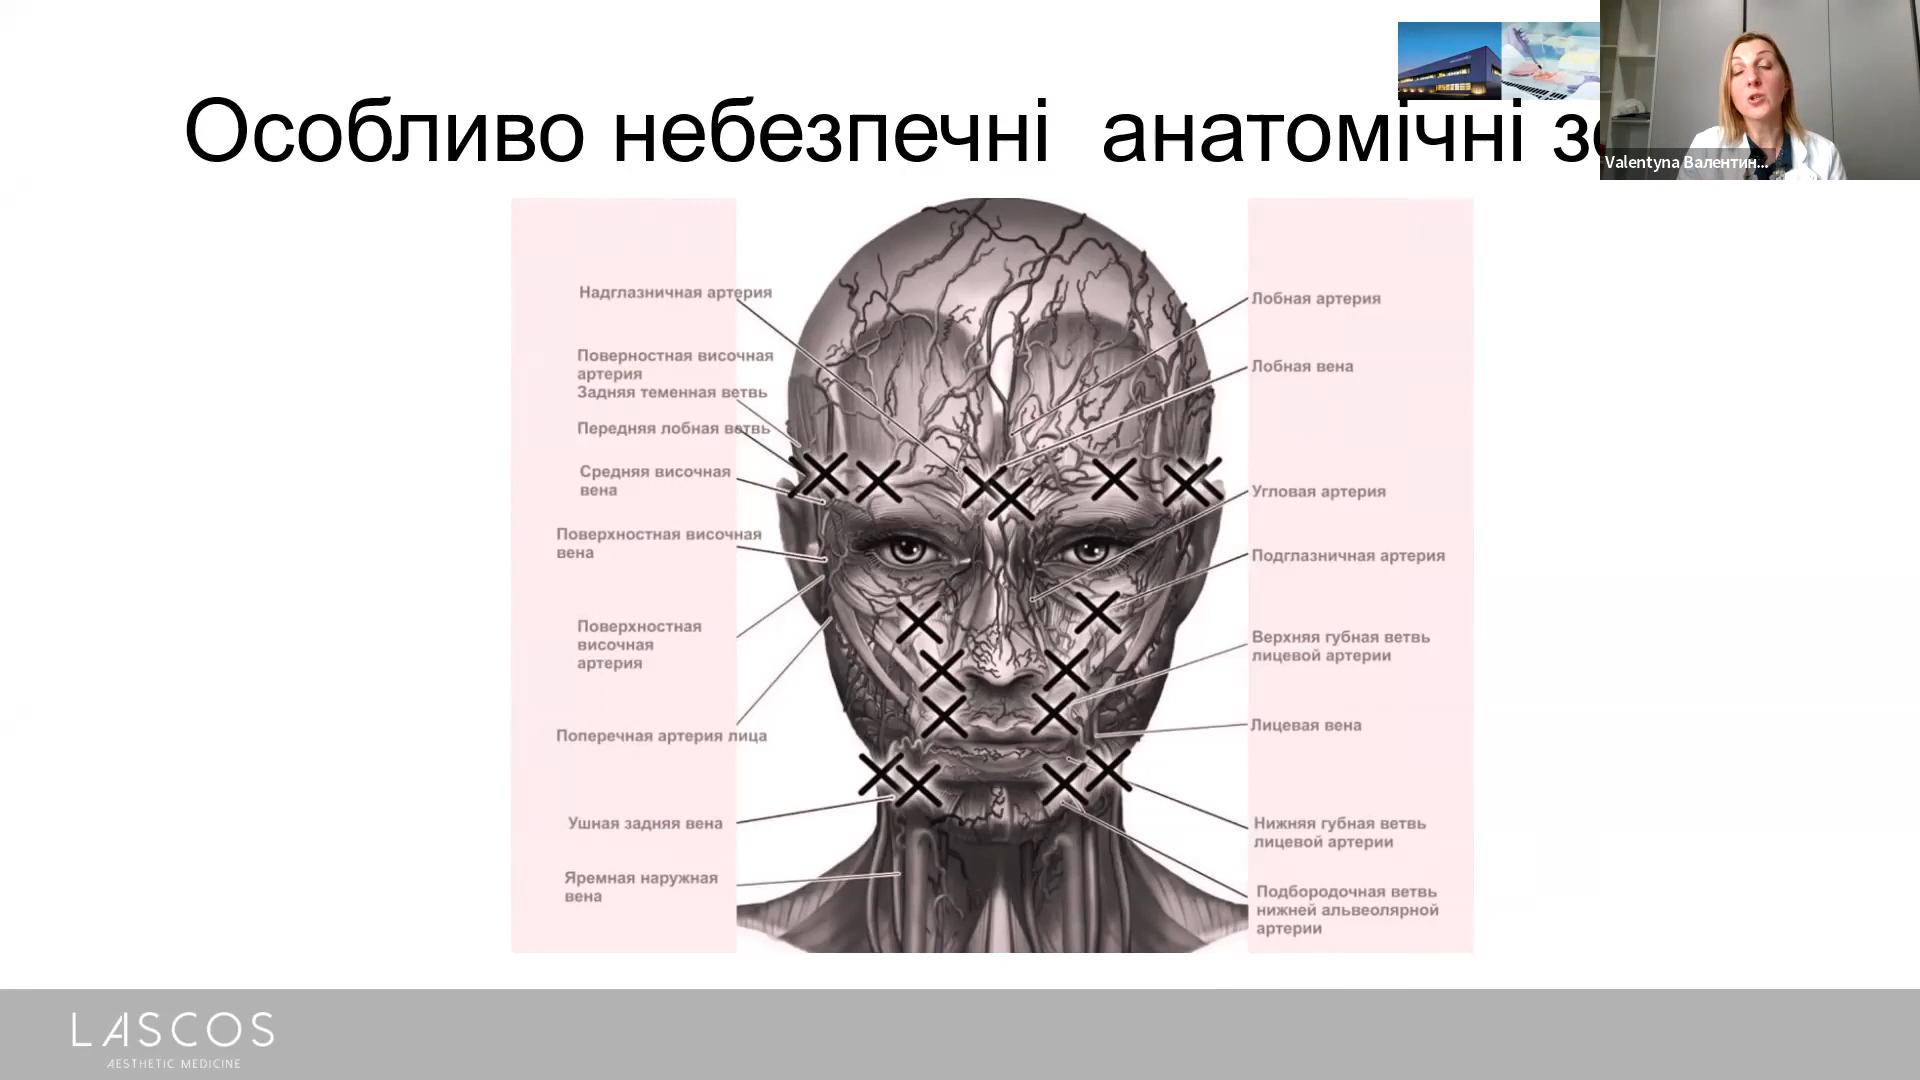 Особливо небезпечні анатомічні
Valentyna Валентин...
Надглазничная артерия
Поверностная височная
артерия
Задняя теменная ветвь
Передняя лобная ветвь
Средняя височная
вена
Поверхностная височная
вена
Поверхностная
височная
артерия
Поперечная артерия лица
Ушная задняя вена
Яремная наружная
вена
Лобная артерия
Лобная вена
Угловая артерия
Подглазничная артерия
Верхняя губная ветвь
лицевой артерии
Лицевая вена
Нижняя губная ветвь
лицевой артерии
Подбородочная ветвь
нижней альвеолярной
артерии
LASCOS
AESTHETIC MEDICINE